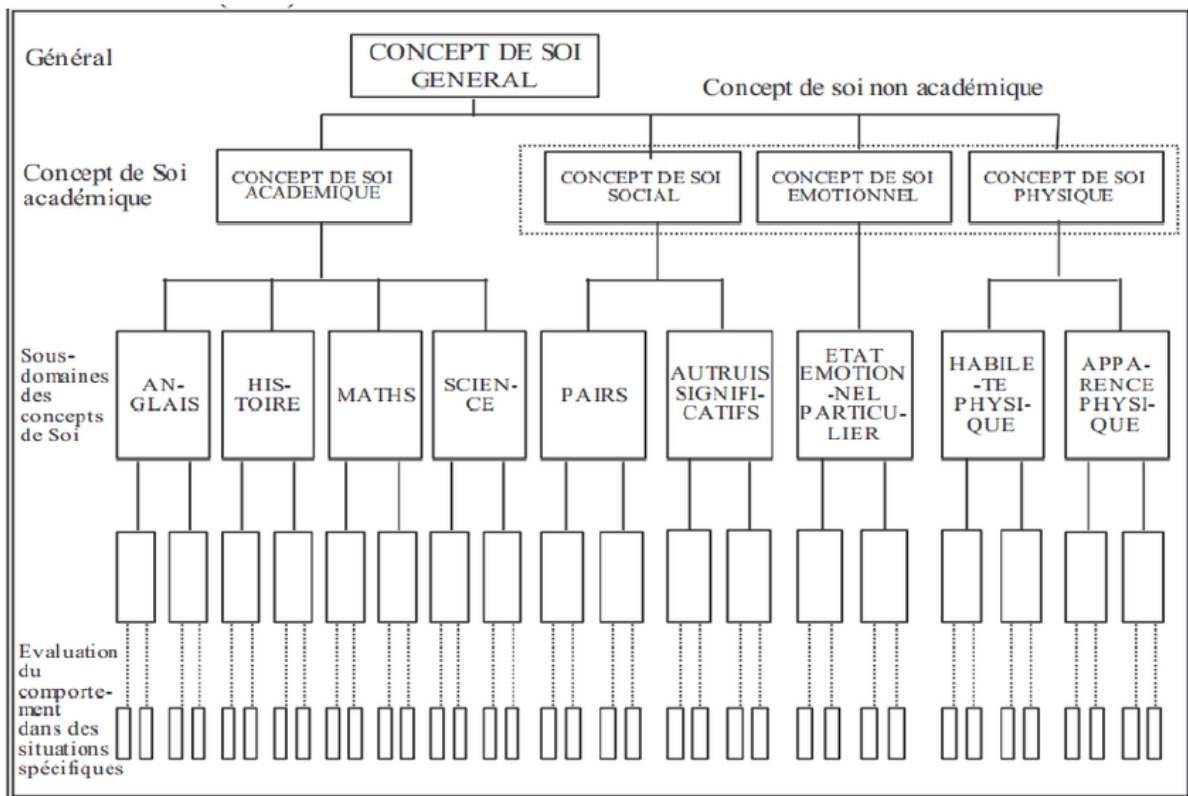 Général
CONCEPT DE SOI
GENERAL
Concept de soi non académique
Concept de Soi
académique
CONCEPT DE SOI
ACADEMIQUE
CONCEPT DE SOI
SOCIAL
CONCEPT DE SOI
EMOTIONNEL
CONCEPT DE SOI
PHYSIQUE
Sous-
domaines
des
concepts
de Soi
AN-
GLAIS
HIS-
TOIRE
MATHS
SCIEN-
CE
PAIRS
AUTRUIS
SIGNIFI-
CATIFS
ETAT
EMOTION
-NEL
PARTICU-
LIER
HABILE
-TE
PHYSI-
QUE
APPA-
RENCE
PHYSI-
QUE
Evaluation
du
comporte-
ment
dans des
situations
spécifiques